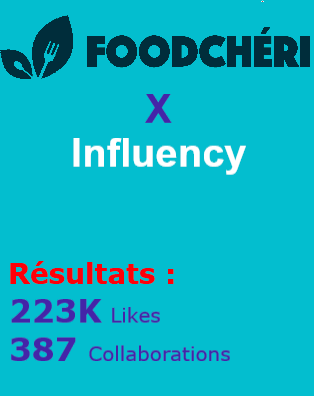 FOODCHÉRI
X
Influency
Résultats :
223K Likes
387 Collaborations